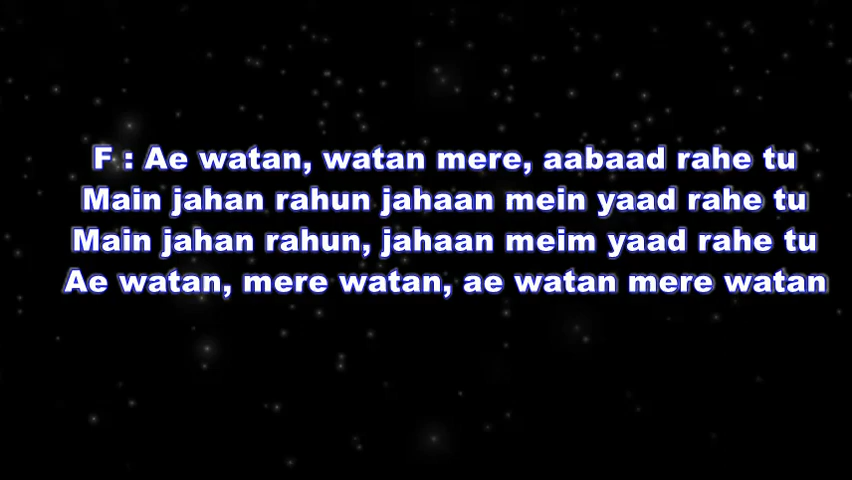 F : Ae watan, watan mere, aabaad rahe tu
Main jahan rahun jahaan mein yaad rahe tu
Main jahan rahun, jahaan meim yaad rahe tu
Ae watan, mere watan, ae watan mere watan